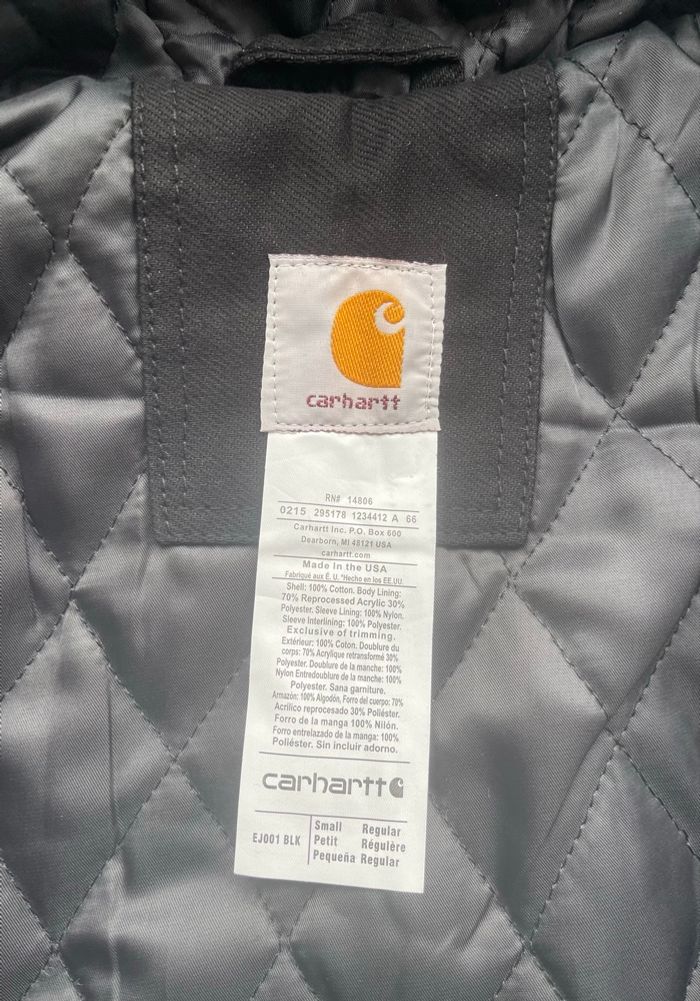 carhartt
RN# 14806
0215 295178 1234412 A 66
Carhartt Inc. P.O. Box 600
Dearborn, MI 48121 USA
carhartt.com
Made in the USA
Fabriqué aux É. U. *Hecho en los EE.UU.
Shell: 100% Cotton. Body Lining:
70% Reprocessed Acrylic 30%
Polyester. Sleeve Lining: 100% Nylon.
Sleeve Interlining: 100% Polyester.
Exclusive of trimming.
Extérieur: 100% Coton. Doublure du
corps: 70% Acrylique retransformé 30%
Polyester. Doublure de la manche: 100%
Nylon Entredoublure de la manche: 100%
Polyester. Sana garniture.
Armazón: 100% Algodón, Forro del cuerpo: 70%
Acrilico reprocesado 30% Poliéster.
Forro de la manga 100% Nilón.
Forro entrelazado de la manga: 100%
Poliéster. Sin incluir adorno.
carhartt
EJ001 BLK
Small Regular
Petit Régulère
Pequeña Regular